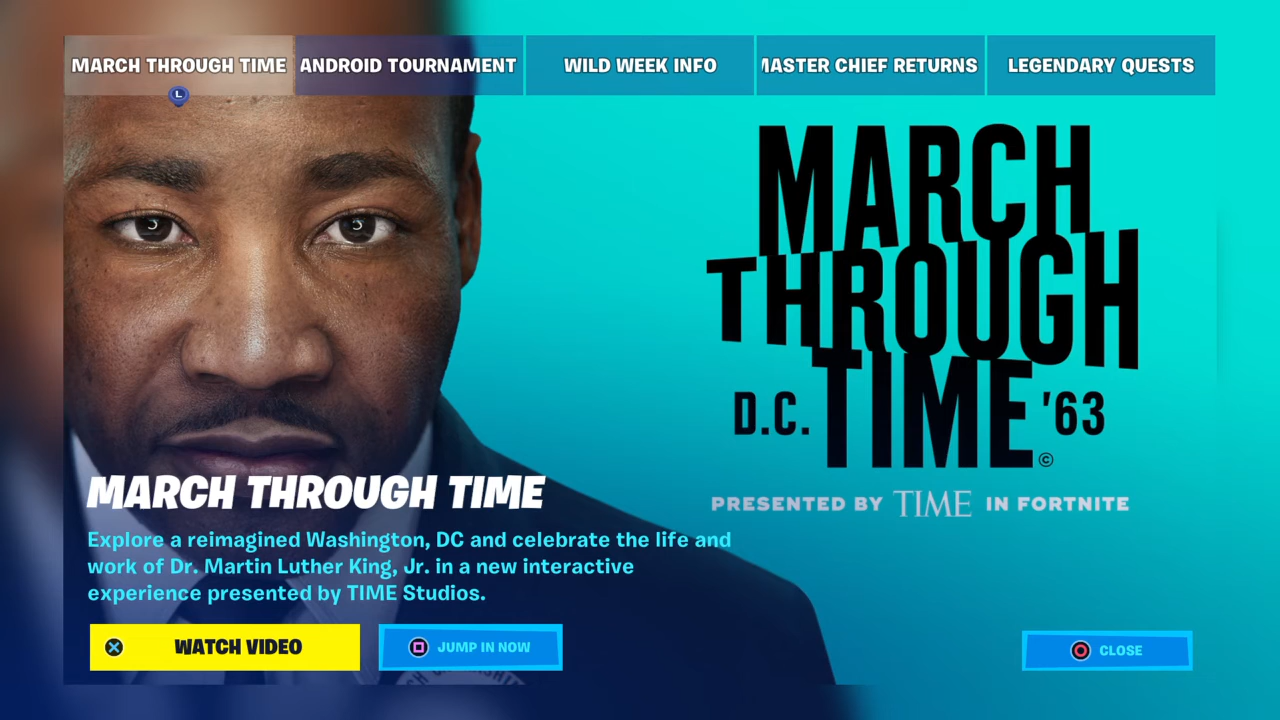 MARCH THROUGH TIME
ANDROID TOURNAMENT
WILD WEEK INFO
MASTER CHIEF RETURNS
LEGENDARY QUESTS
L
MARCH
THROUGH
TIME
D.C. '63
©
PRESENTED BY TIME IN FORTNITE
MARCH THROUGH TIME
Explore a reimagined Washington, DC and celebrate the life and
work of Dr. Martin Luther King, Jr. in a new interactive
experience presented by TIME Studios.
WATCH VIDEO
JUMP IN NOW
CLOSE